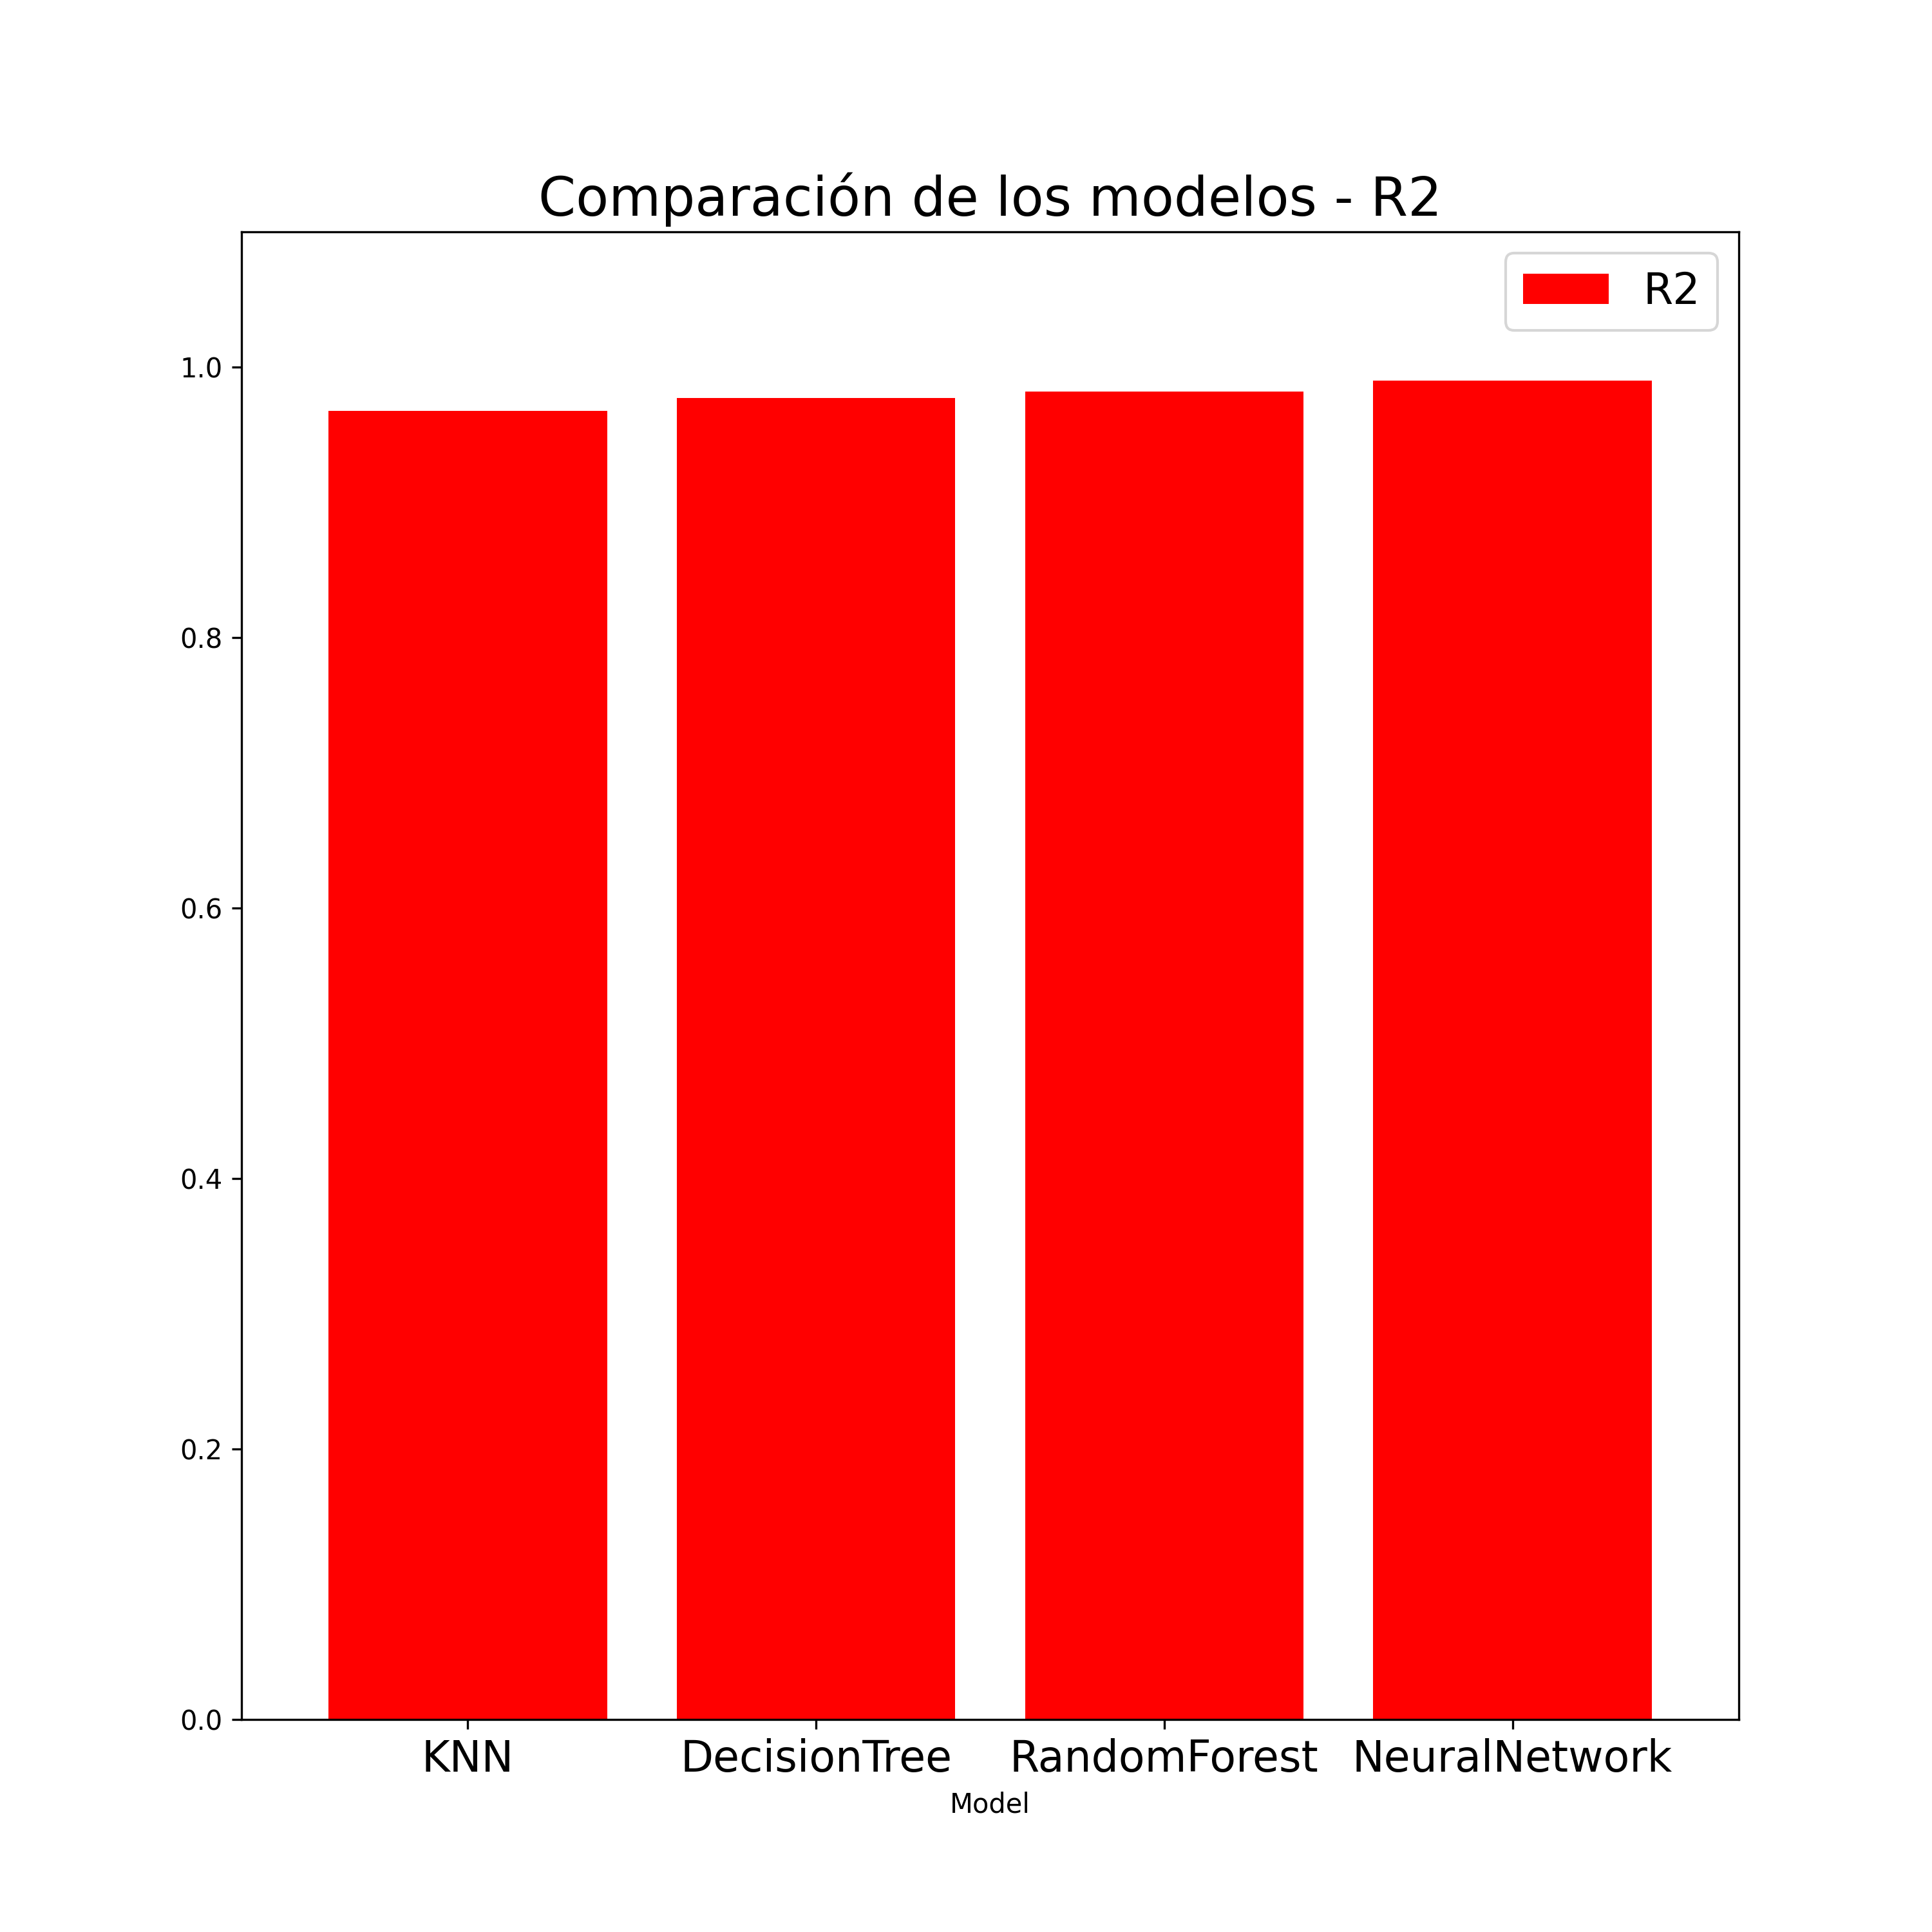 Comparación de los modelos - R2
R2
1.0
0.8
0.6
0.4
0.2
0.0
KNN DecisionTree RandomForest NeuralNetwork
Model